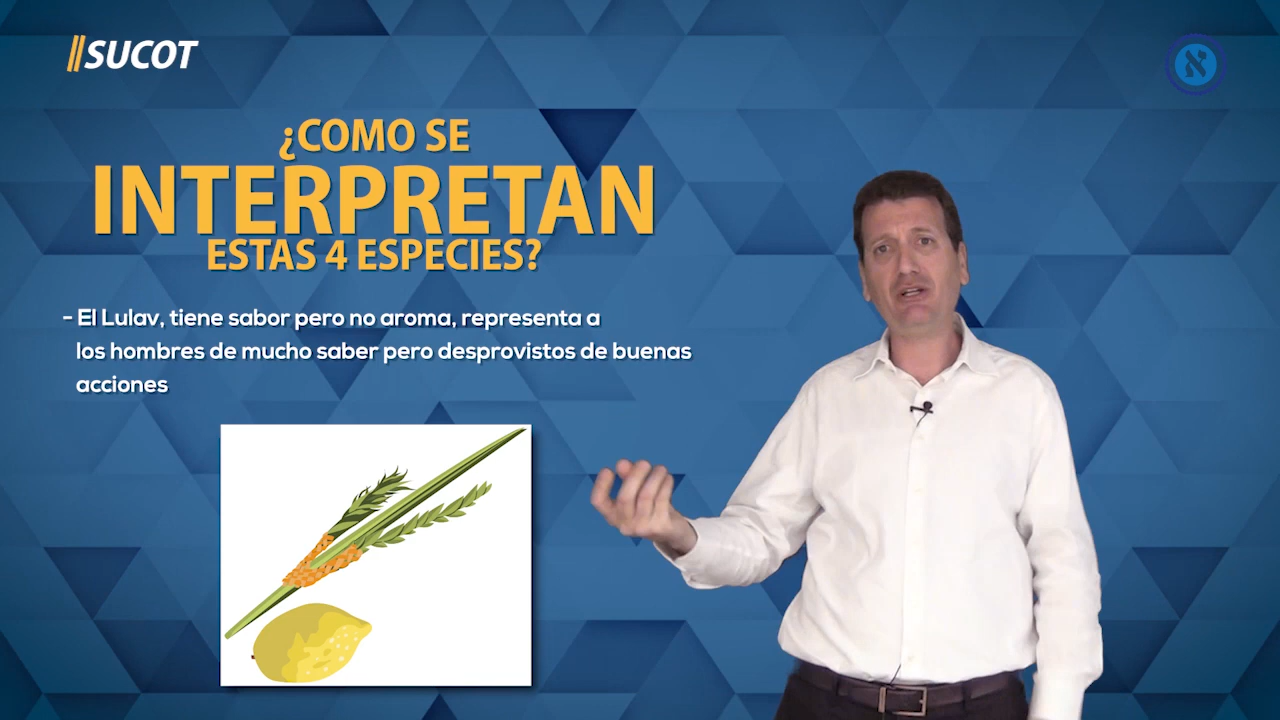 //SUCOT
א
¿COMO SE
INTERPRETAN
ESTAS 4 ESPECIES?
- El Lulav, tiene sabor pero no aroma, representa a
los hombres de mucho saber pero desprovistos de buenas
acciones